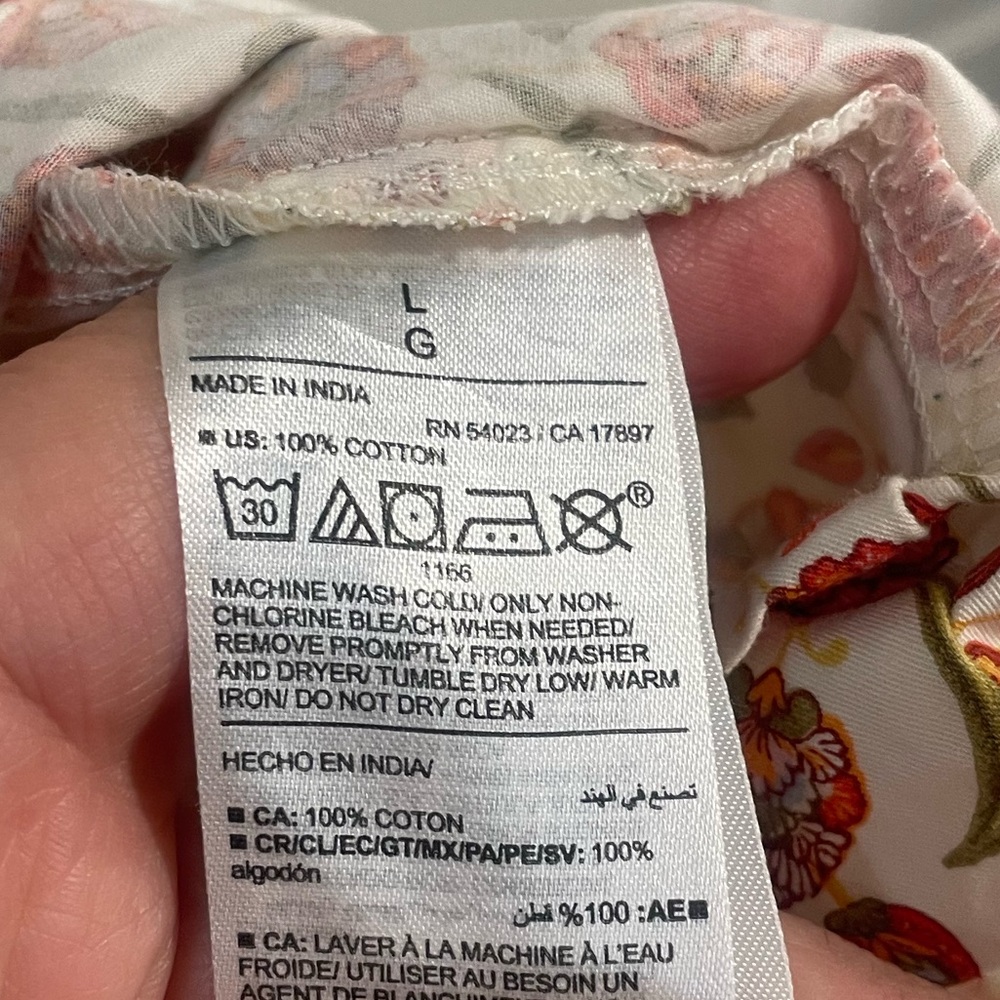 L
G
MADE IN INDIA
RN 54023 / CA 17897
US: 100% COTTON
30
®
1166
MACHINE WASH COLD/ ONLY NON-
CHLORINE BLEACH WHEN NEEDED/
REMOVE PROMPTLY FROM WASHER
AND DRYER/ TUMBLE DRY LOW/ WARM
IRON/ DO NOT DRY CLEAN
HECHO EN INDIA/
تصنع في الهند
CA: 100% COTON
CR/CL/EC/GT/MX/PA/PE/SV: 100%
algodón
AE: 100% قطن
CA: LAVER À LA MACHINE À L'EAU
FROIDE/ UTILISER AU BESOIN UN
AGENT DE BLANCHIMENT